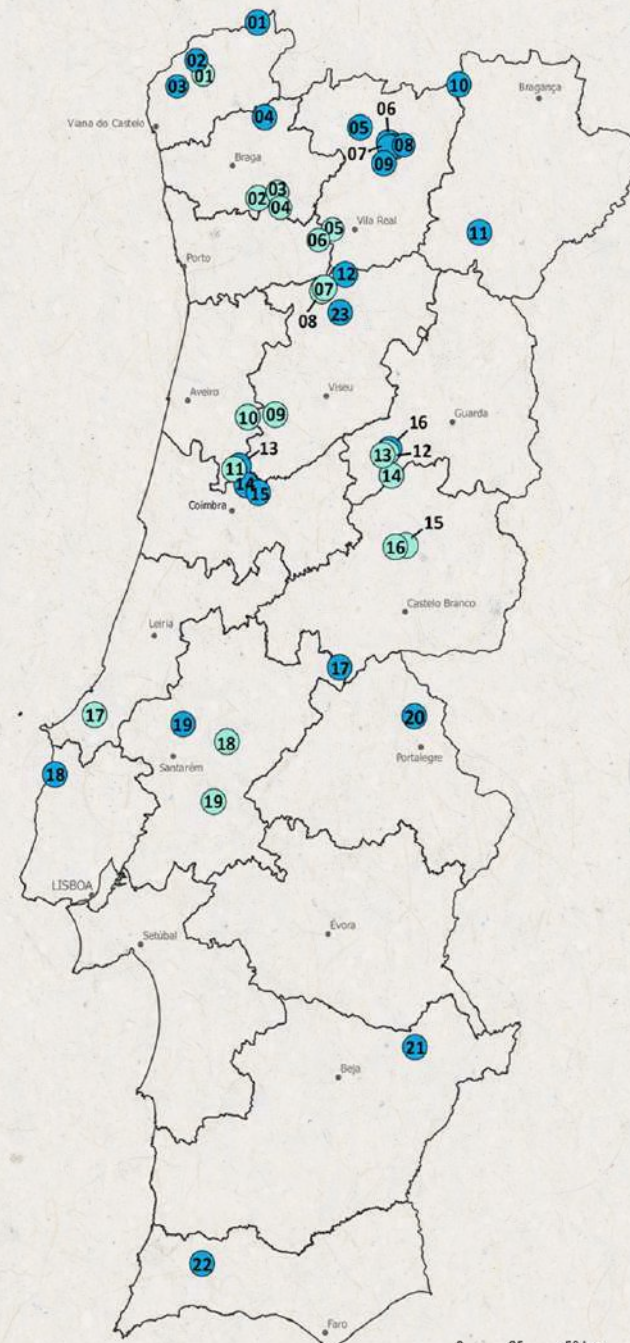 01
02
01
03
10
Bragança
Viana do Castelo
04
06
05
07
08
09
Braga
03
02
04
11
05
Vila Real
06
Porto
12
07
08
23
Aveiro
Viseu
Guarda
10
09
16
13
13
12
11
14
14
15
Coimbra
15
16
Castelo Branco
Leiria
17
17
19
20
18
Portalegre
Santarém
18
19
LISBOA
Setúbal
Évora
21
Beja
22
Faro